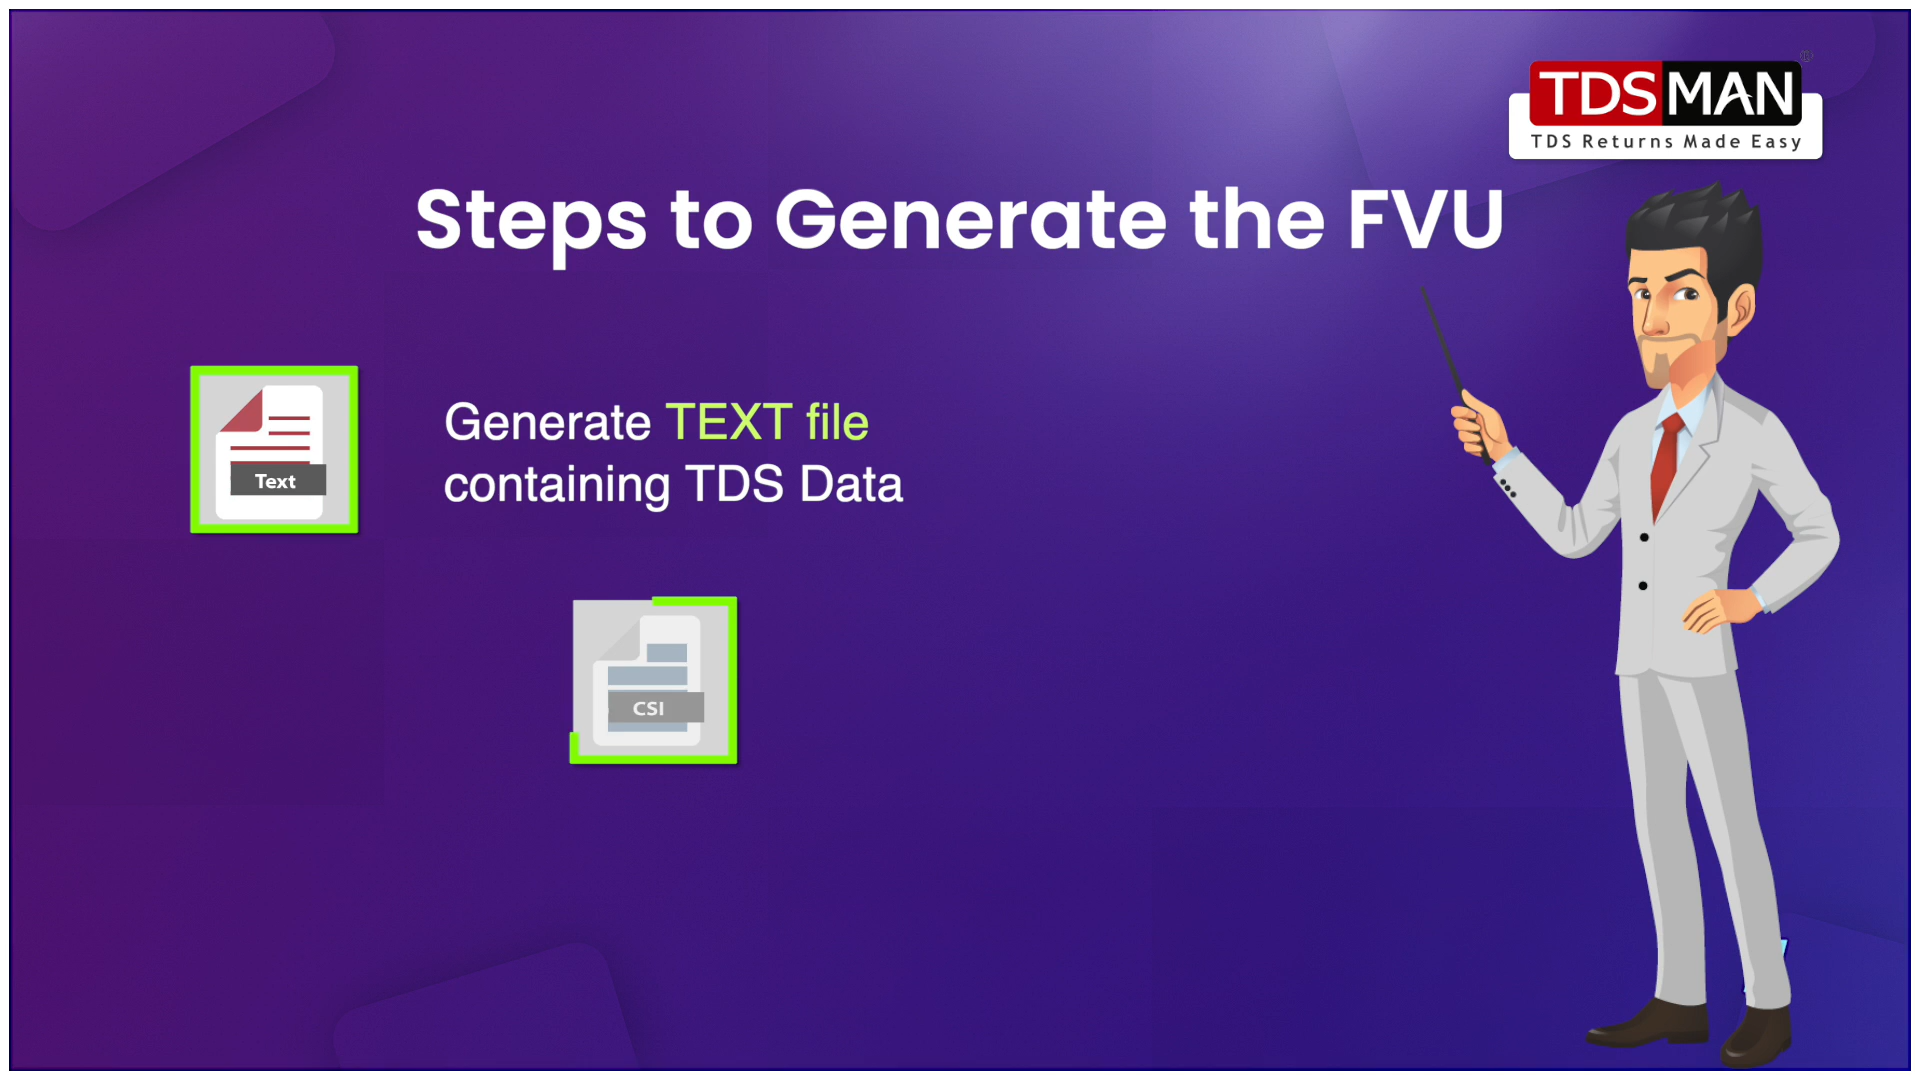 TDSMAN
TDS Returns Made Easy
Steps to Generate the FVU
Text
Generate TEXT file
containing TDS Data
CSI